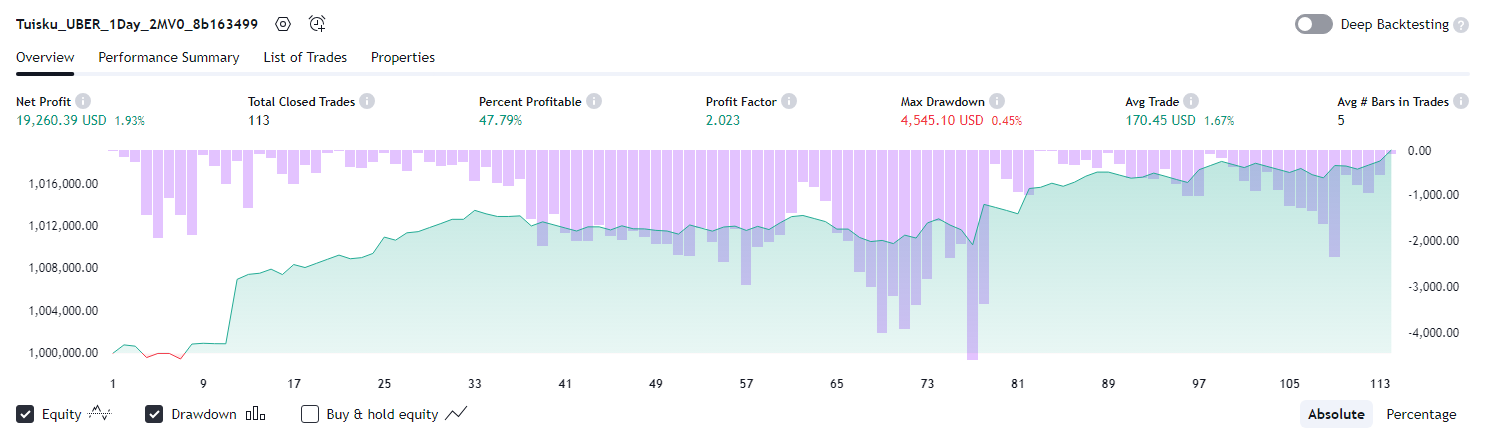 Tuisku_UBER_1Day_2MV0_8b163499
Deep Backtesting ?
Overview Performance Summary List of Trades Properties
Net Profit i Total Closed Trades i Percent Profitable i Profit Factor i Max Drawdown i Avg Trade i Avg # Bars in Trades i
19,260.39 USD 1.93% 113 47.79% 2.023 4,545.10 USD 0.45% 170.45 USD 1.67% 5
0.00
1,016,000.00
-1,000.00
1,012,000.00
-2,000.00
1,008,000.00
-3,000.00
1,004,000.00
-4,000.00
1,000,000.00
1 9 17 25 33 41 49 57 65 73 81 89 97 105 113
Equity Drawdown Buy & hold equity Absolute Percentage